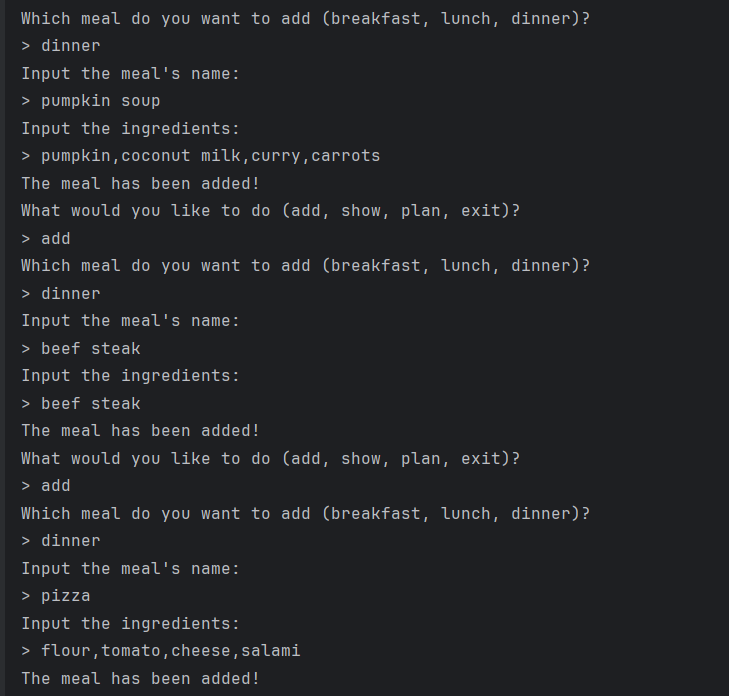 Which meal do you want to add (breakfast, lunch, dinner)?
> dinner
Input the meal's name:
> pumpkin soup
Input the ingredients:
> pumpkin,coconut milk,curry,carrots
The meal has been added!
What would you like to do (add, show, plan, exit)?
> add
Which meal do you want to add (breakfast, lunch, dinner)?
> dinner
Input the meal's name:
> beef steak
Input the ingredients:
> beef steak
The meal has been added!
What would you like to do (add, show, plan, exit)?
> add
Which meal do you want to add (breakfast, lunch, dinner)?
> dinner
Input the meal's name:
> pizza
Input the ingredients:
> flour,tomato,cheese,salami
The meal has been added!